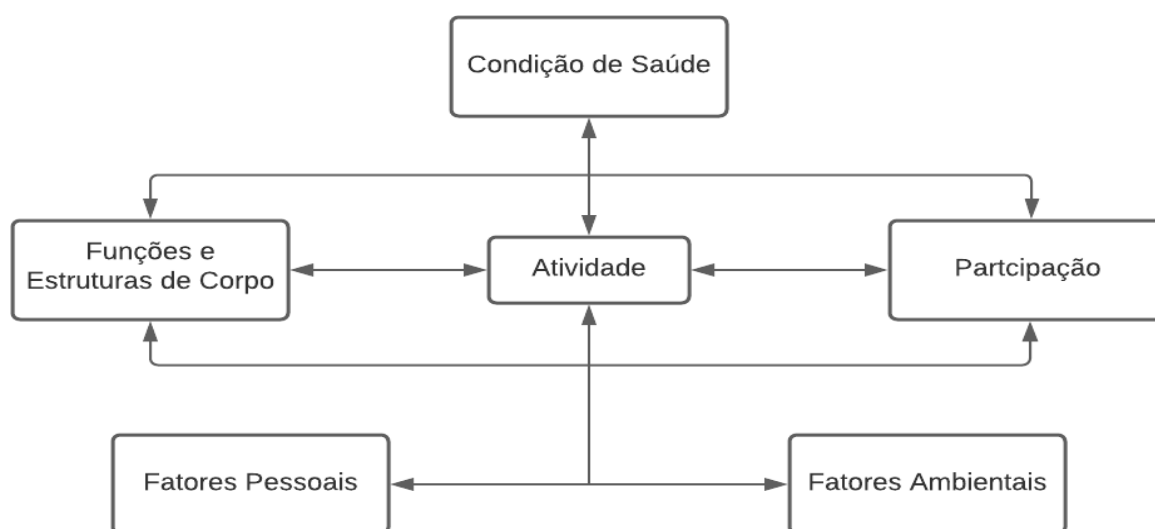 Condição de Saúde
Funções e
Estruturas de Corpo
Atividade
Partcipação
Fatores Pessoais
Fatores Ambientais